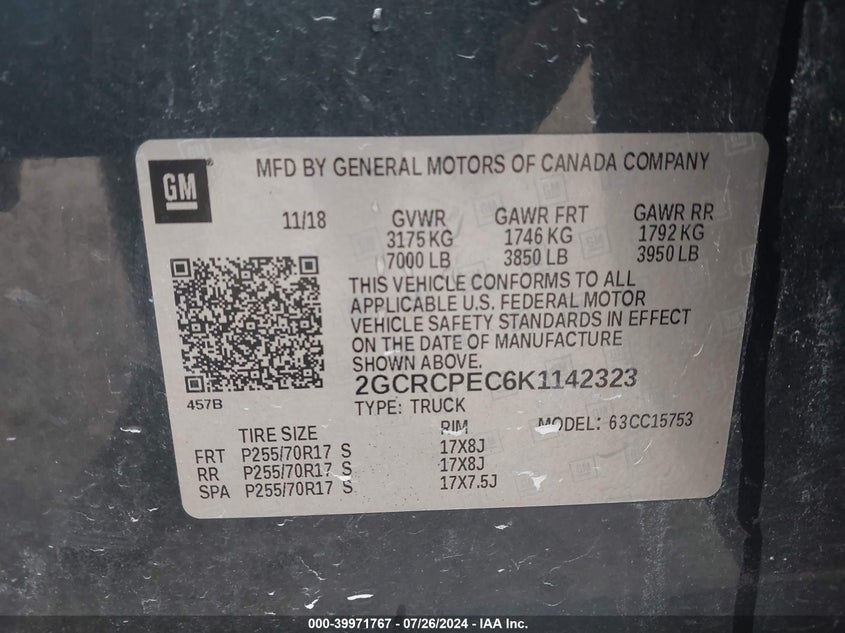 GM
MFD BY GENERAL MOTORS OF CANADA COMPANY
11/18 GVWR GAWR FRT GAWR RR
3175 KG 1746 KG 1792 KG
7000 LB 3850 LB 3950 LB
THIS VEHICLE CONFORMS TO ALL
APPLICABLE U.S. FEDERAL MOTOR
VEHICLE SAFETY STANDARDS IN EFFECT
ON THE DATE OF MANUFACTURE
SHOWN ABOVE.
457B
2GCRCPEC6K1142323
TYPE: TRUCK
MODEL: 63CC15753
TIRE SIZE RIM
FRT P255/70R17 S 17X8J
RR P255/70R17 S 17X8J
SPA P255/70R17 S 17X7.5J
000-39971767 / 07/26/2024 - IAA Inc.